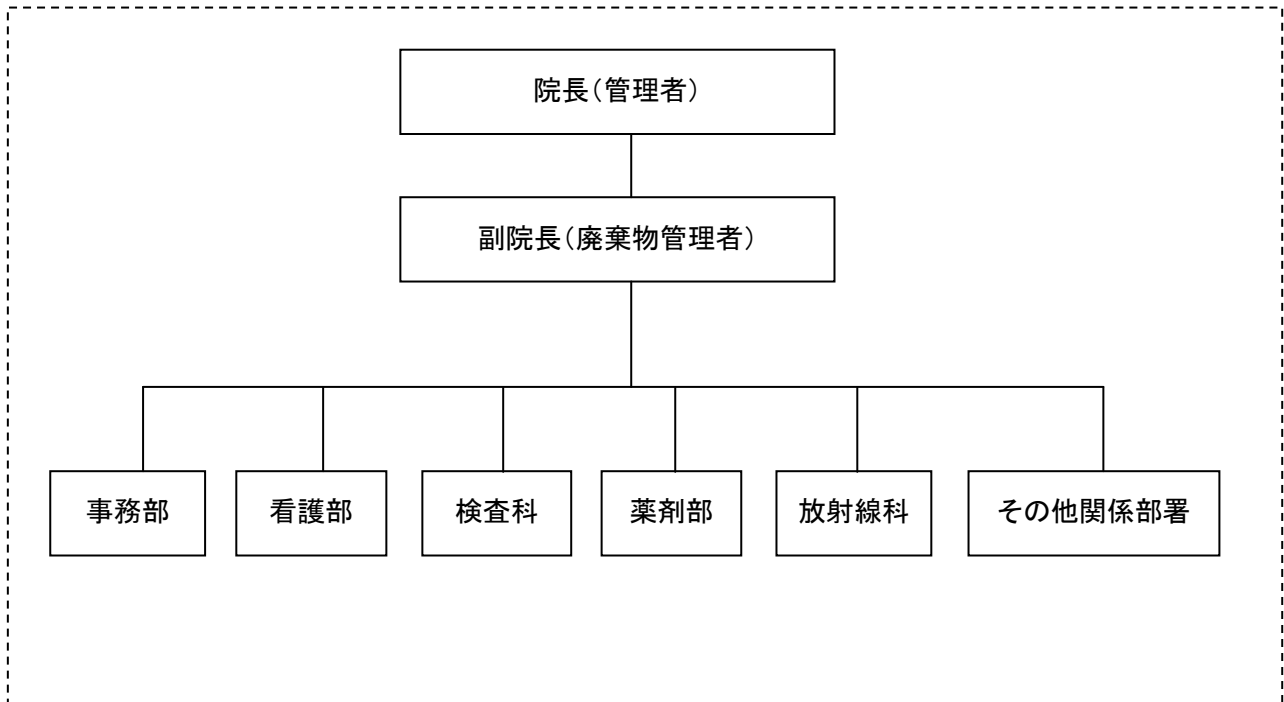 院長(管理者)
副院長(廃棄物管理者)
事務部
看護部
検査科
薬剤部
放射線科
その他関係部署